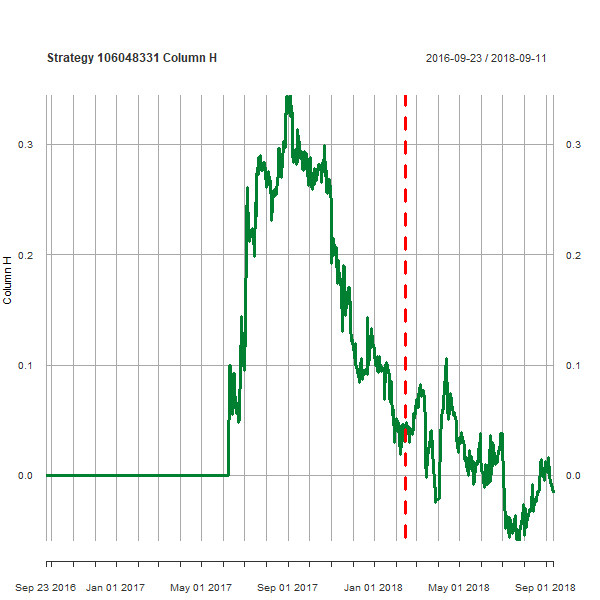 Strategy 106048331 Column H
2016-09-23 / 2018-09-11
0.3
0.3
0.2
0.2
Column H
0.1
0.1
0.0
0.0
Sep 23 2016
Jan 01 2017
May 01 2017
Sep 01 2017
Jan 01 2018
May 01 2018
Sep 01 2018